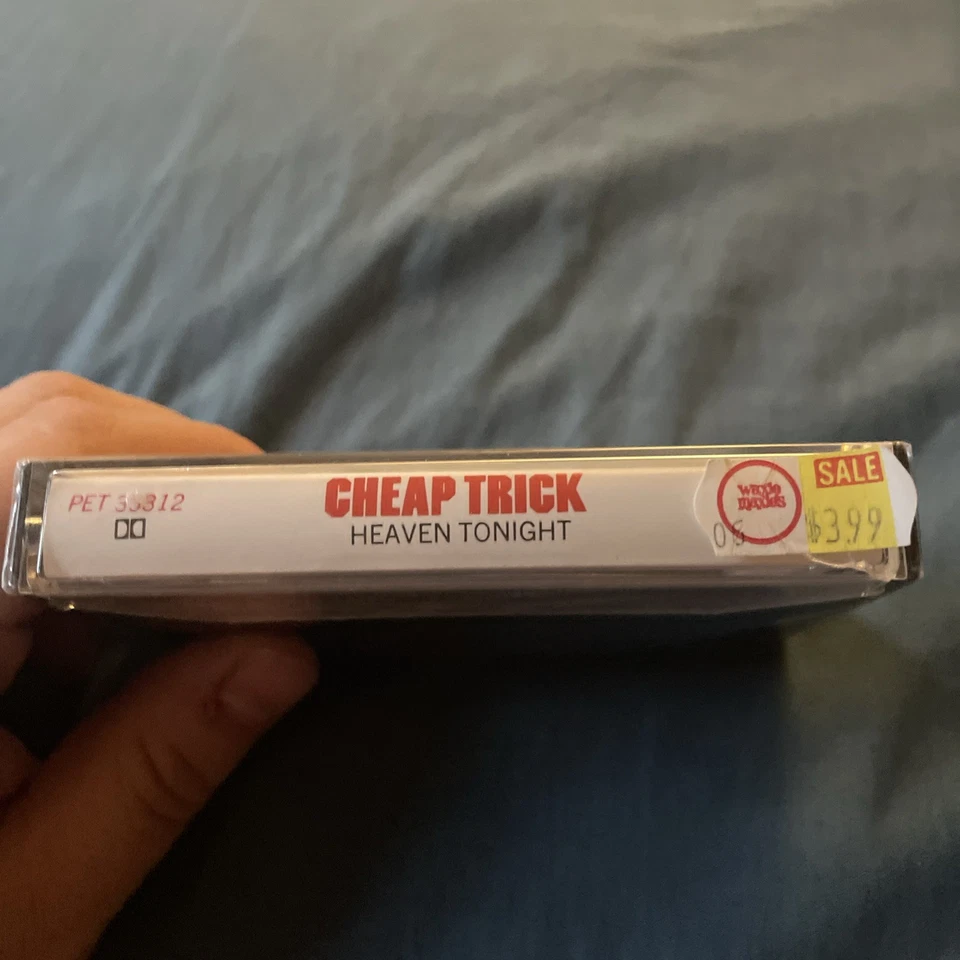 PET 35312
CHEAP TRICK
HEAVEN TONIGHT
SALE
$3.99